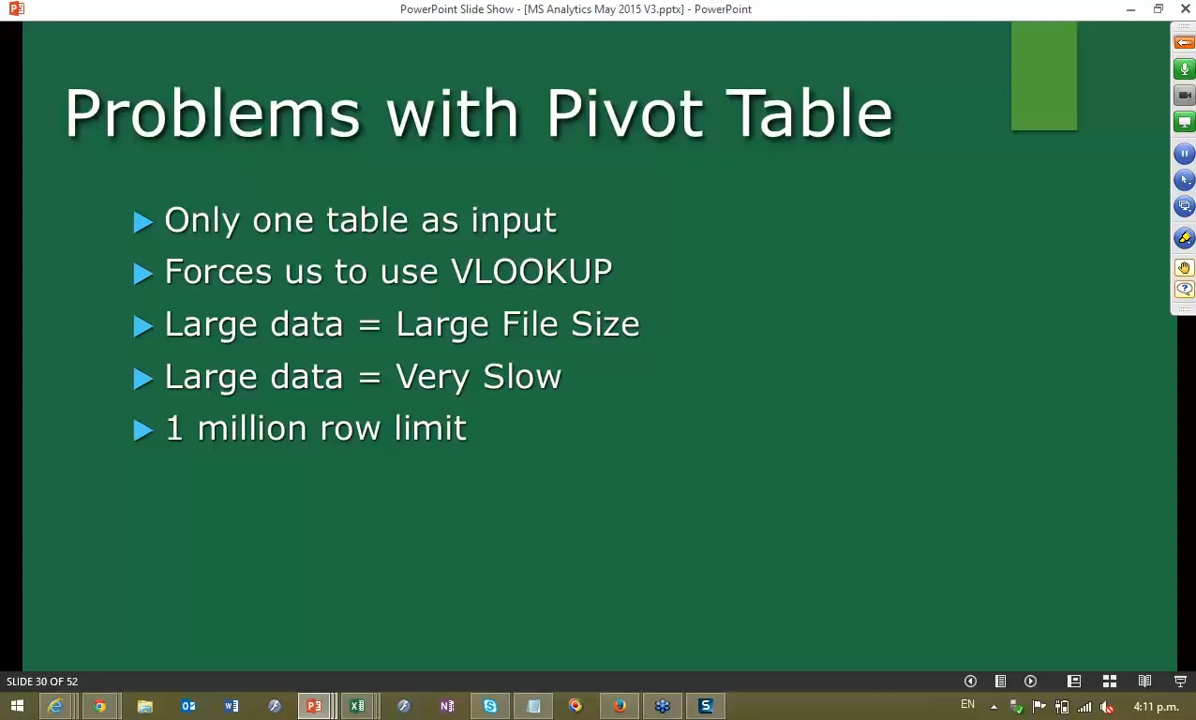 PowerPoint Slide Show - [MS Analytics May 2015 V3.pptx] - PowerPoint
Problems with Pivot Table
Only one table as input
Forces us to use VLOOKUP
Large data = Large File Size
Large data = Very Slow
1 million row limit
SLIDE 30 OF 52
EN 4:11 p.m.